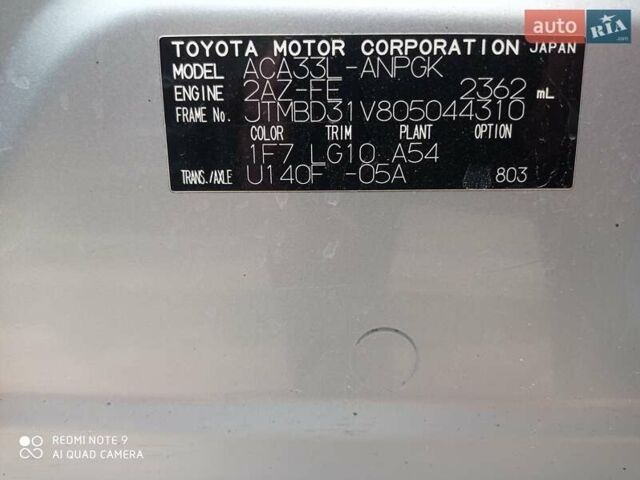 auto RIA .com
TOYOTA MOTOR CORPORATION JAPAN
MODEL ACA33L-ANPGK
ENGINE 2AZ-FE 2362 mL
FRAME No. JTMBD31V805044310
COLOR TRIM PLANT OPTION
1F7 LG10 A54
TRANS./AXLE U140F -05A 803
REDMI NOTE 9
AI QUAD CAMERA